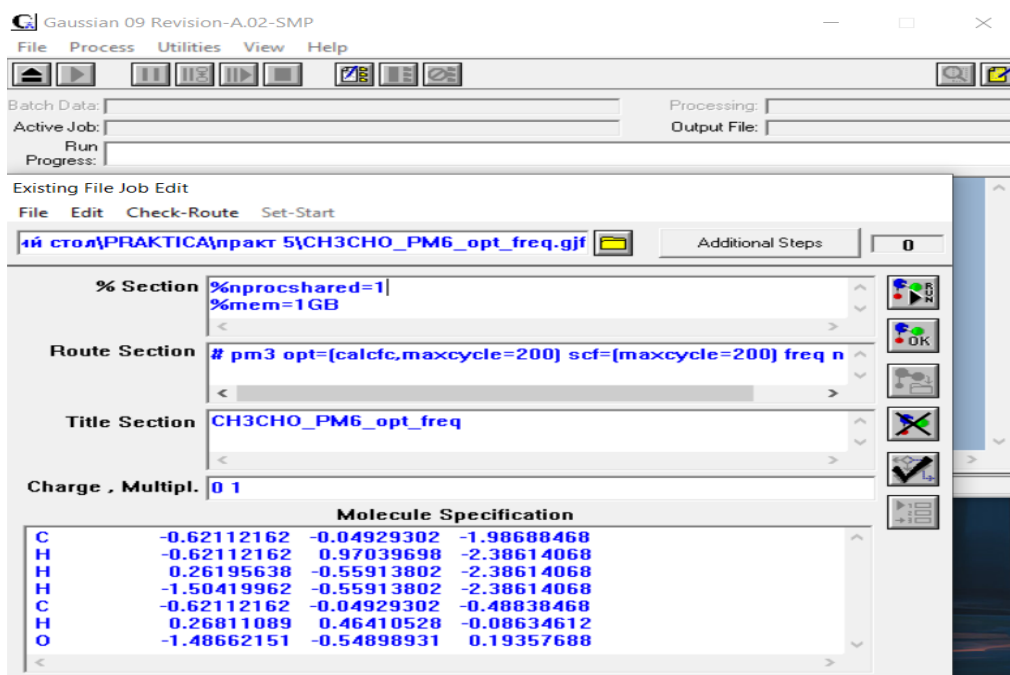 Gaussian 09 Revision-A.02-SMP
File Process Utilities View Help
Batch Data: Processing:
Active Job: Output File:
Run
Progress:
Existing File Job Edit
File Edit Check-Route Set-Start
ий стол\PRAKTICA\практ 5\CH3CHO_PM6_opt_freq.gjf Additional Steps 0
% Section %nprocshared=1
%mem=1GB
RUN
Route Section # pm3 opt=(calcfc,maxcycle=200) scf=(maxcycle=200) freq n
OK
Title Section CH3CHO_PM6_opt_freq
Charge , Multipl. 0 1
Molecule Specification
C -0.62112162 -0.04929302 -1.98688468
H -0.62112162 0.97039698 -2.38614068
H 0.26195638 -0.55913802 -2.38614068
H -1.50419962 -0.55913802 -2.38614068
C -0.62112162 -0.04929302 -0.48838468
H 0.26811089 0.46410528 -0.08634612
O -1.48662151 -0.54898931 0.19357688